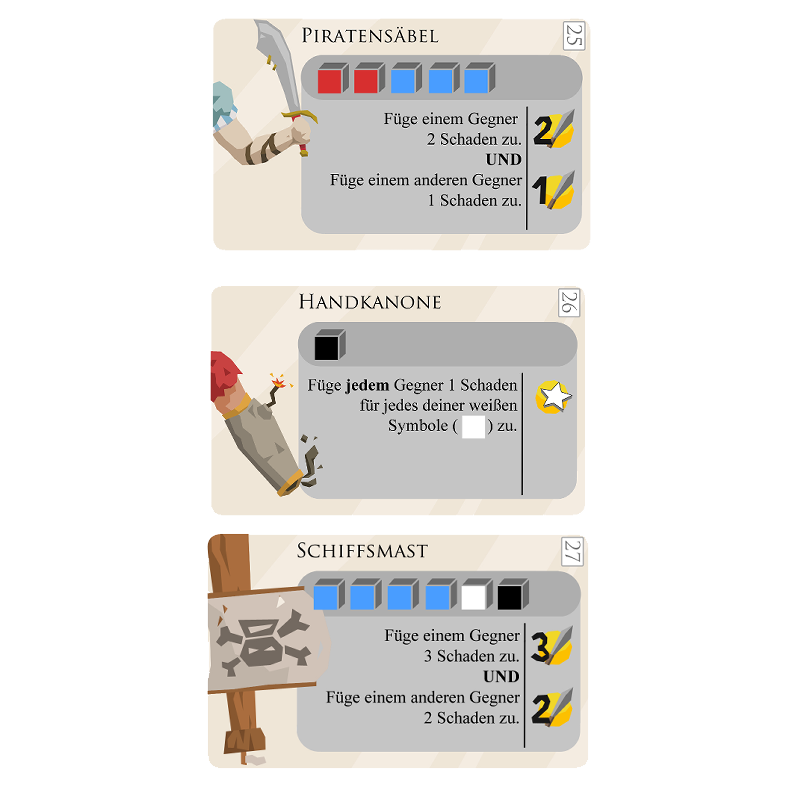 PIRATENSÄBEL
25
Füge einem Gegner
2 Schaden zu.
2
UND
Füge einem anderen Gegner
1 Schaden zu.
1
HANDKANONE
26
Füge jedem Gegner 1 Schaden
für jedes deiner weißen
Symbole ( ) zu.
SCHIFFSMAST
27
Füge einem Gegner
3 Schaden zu.
3
UND
Füge einem anderen Gegner
2 Schaden zu.
2